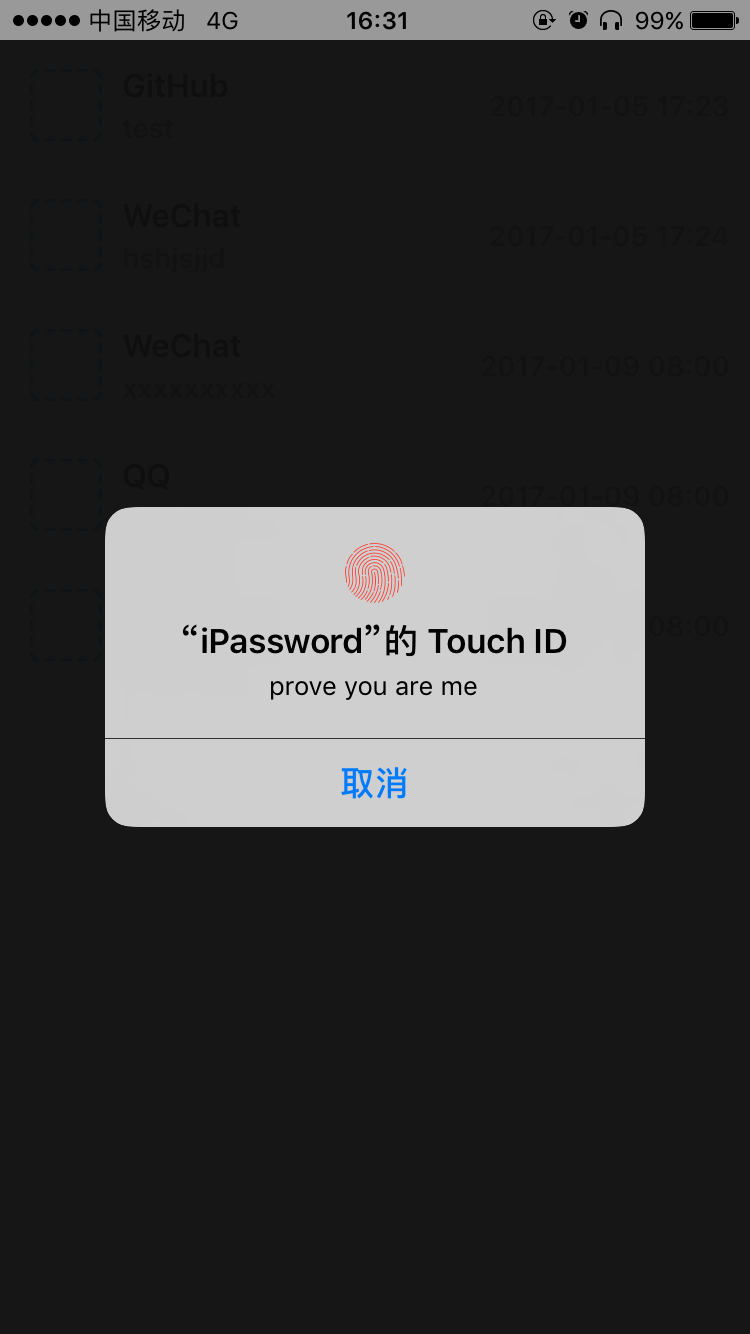 中国移动 4G 16:31 99%
GitHub
test
2017-01-05 17:23
WeChat
hshjsjjd
2017-01-05 17:24
WeChat
xxxxxxxxxx
2017-01-09 08:00
QQ
2017-01-09 08:00
08:00
“iPassword”的 Touch ID
prove you are me
取消